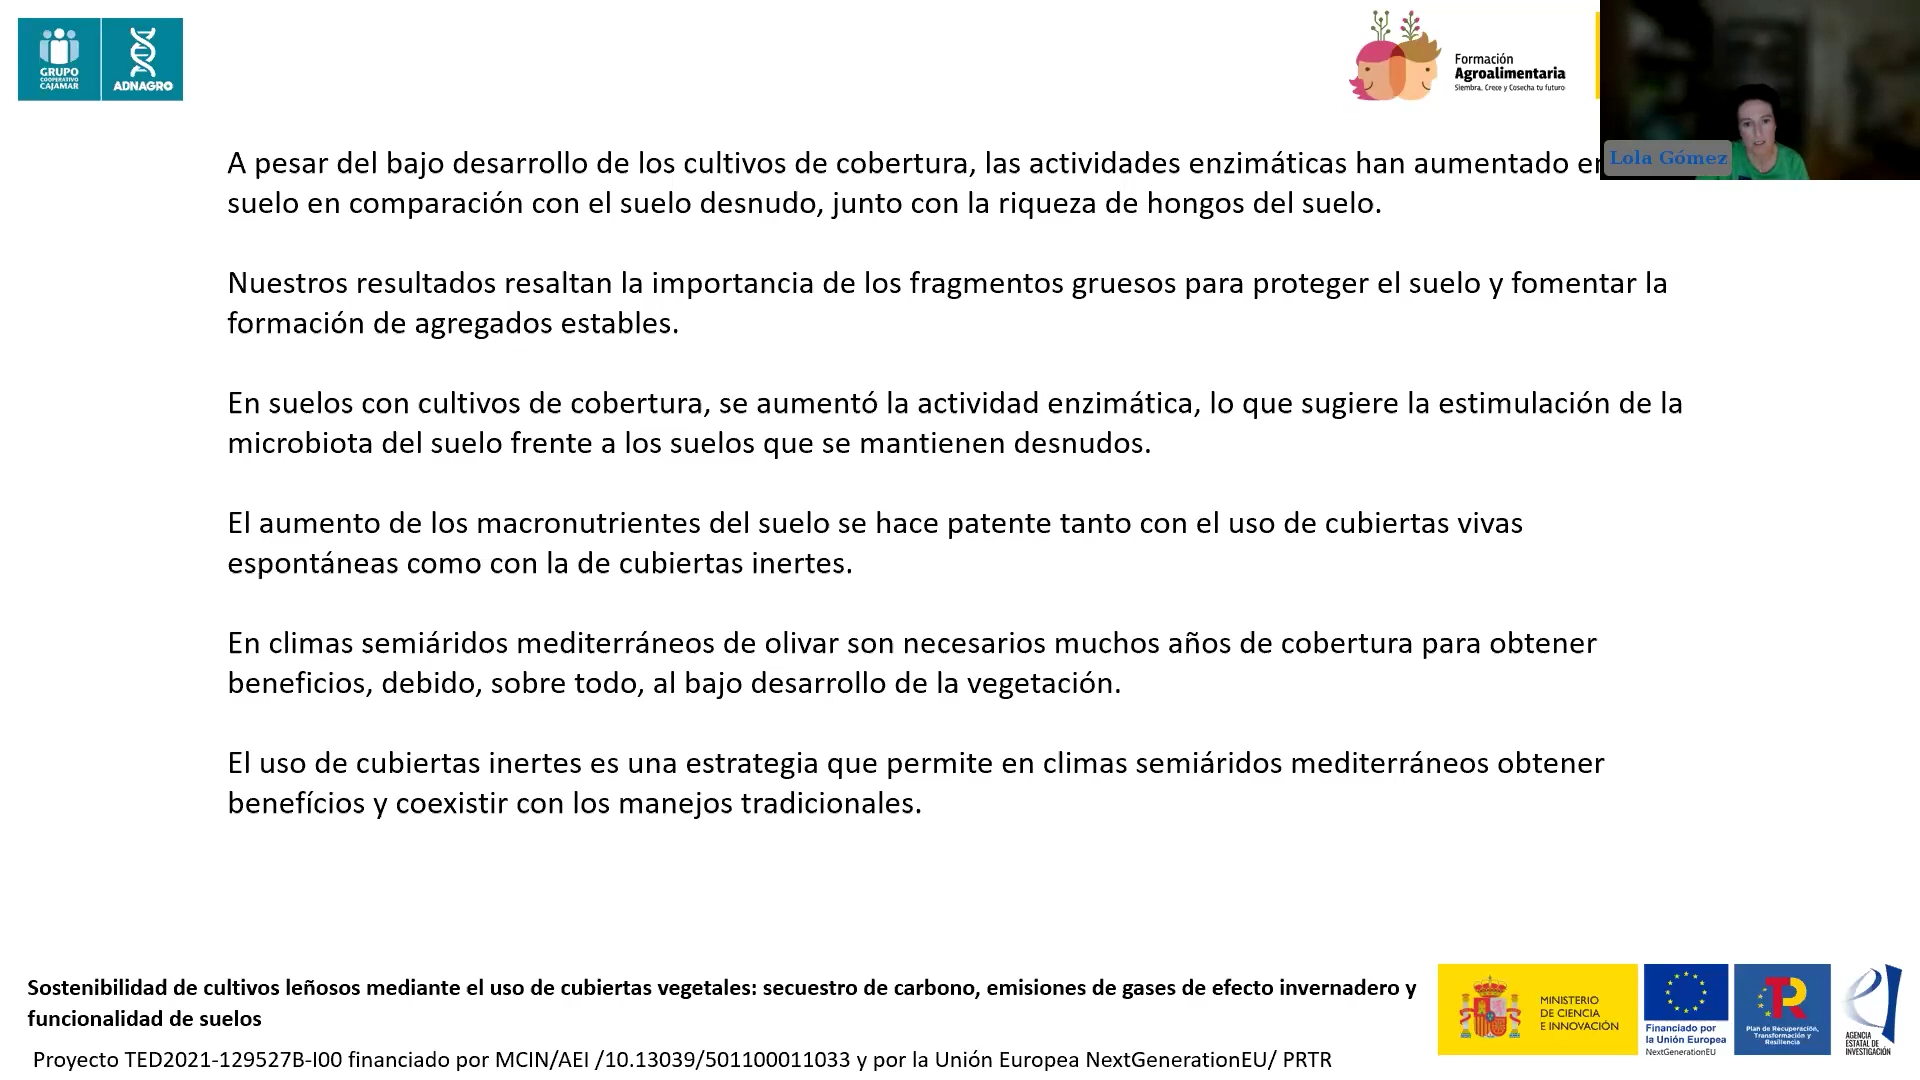 GRUPO
COOPERATIVO
CAJAMAR
ADNAGRO
Formación
Agroalimentaria
Siembra, Crece y Cosecha tu futuro
Lola Gómez
A pesar del bajo desarrollo de los cultivos de cobertura, las actividades enzimáticas han aumentado
suelo en comparación con el suelo desnudo, junto con la riqueza de hongos del suelo.
Nuestros resultados resaltan la importancia de los fragmentos gruesos para proteger el suelo y fomentar la
formación de agregados estables.
En suelos con cultivos de cobertura, se aumentó la actividad enzimática, lo que sugiere la estimulación de la
microbiota del suelo frente a los suelos que se mantienen desnudos.
El aumento de los macronutrientes del suelo se hace patente tanto con el uso de cubiertas vivas
espontáneas como con la de cubiertas inertes.
En climas semiáridos mediterráneos de olivar son necesarios muchos años de cobertura para obtener
beneficios, debido, sobre todo, al bajo desarrollo de la vegetación.
El uso de cubiertas inertes es una estrategia que permite en climas semiáridos mediterráneos obtener
benefícios y coexistir con los manejos tradicionales.
Sostenibilidad de cultivos leñosos mediante el uso de cubiertas vegetales: secuestro de carbono, emisiones de gases de efecto invernadero y
funcionalidad de suelos
Proyecto TED2021-129527B-I00 financiado por MCIN/AEI /10.13039/501100011033 y por la Unión Europea NextGenerationEU/ PRTR
MINISTERIO
DE CIENCIA
E INNOVACIÓN
Financiado por
la Unión Europea
NextGenerationEU
Plan de Recuperación,
Transformación y
Resiliencia
AGENCIA
ESTATAL DE
INVESTIGACIÓN